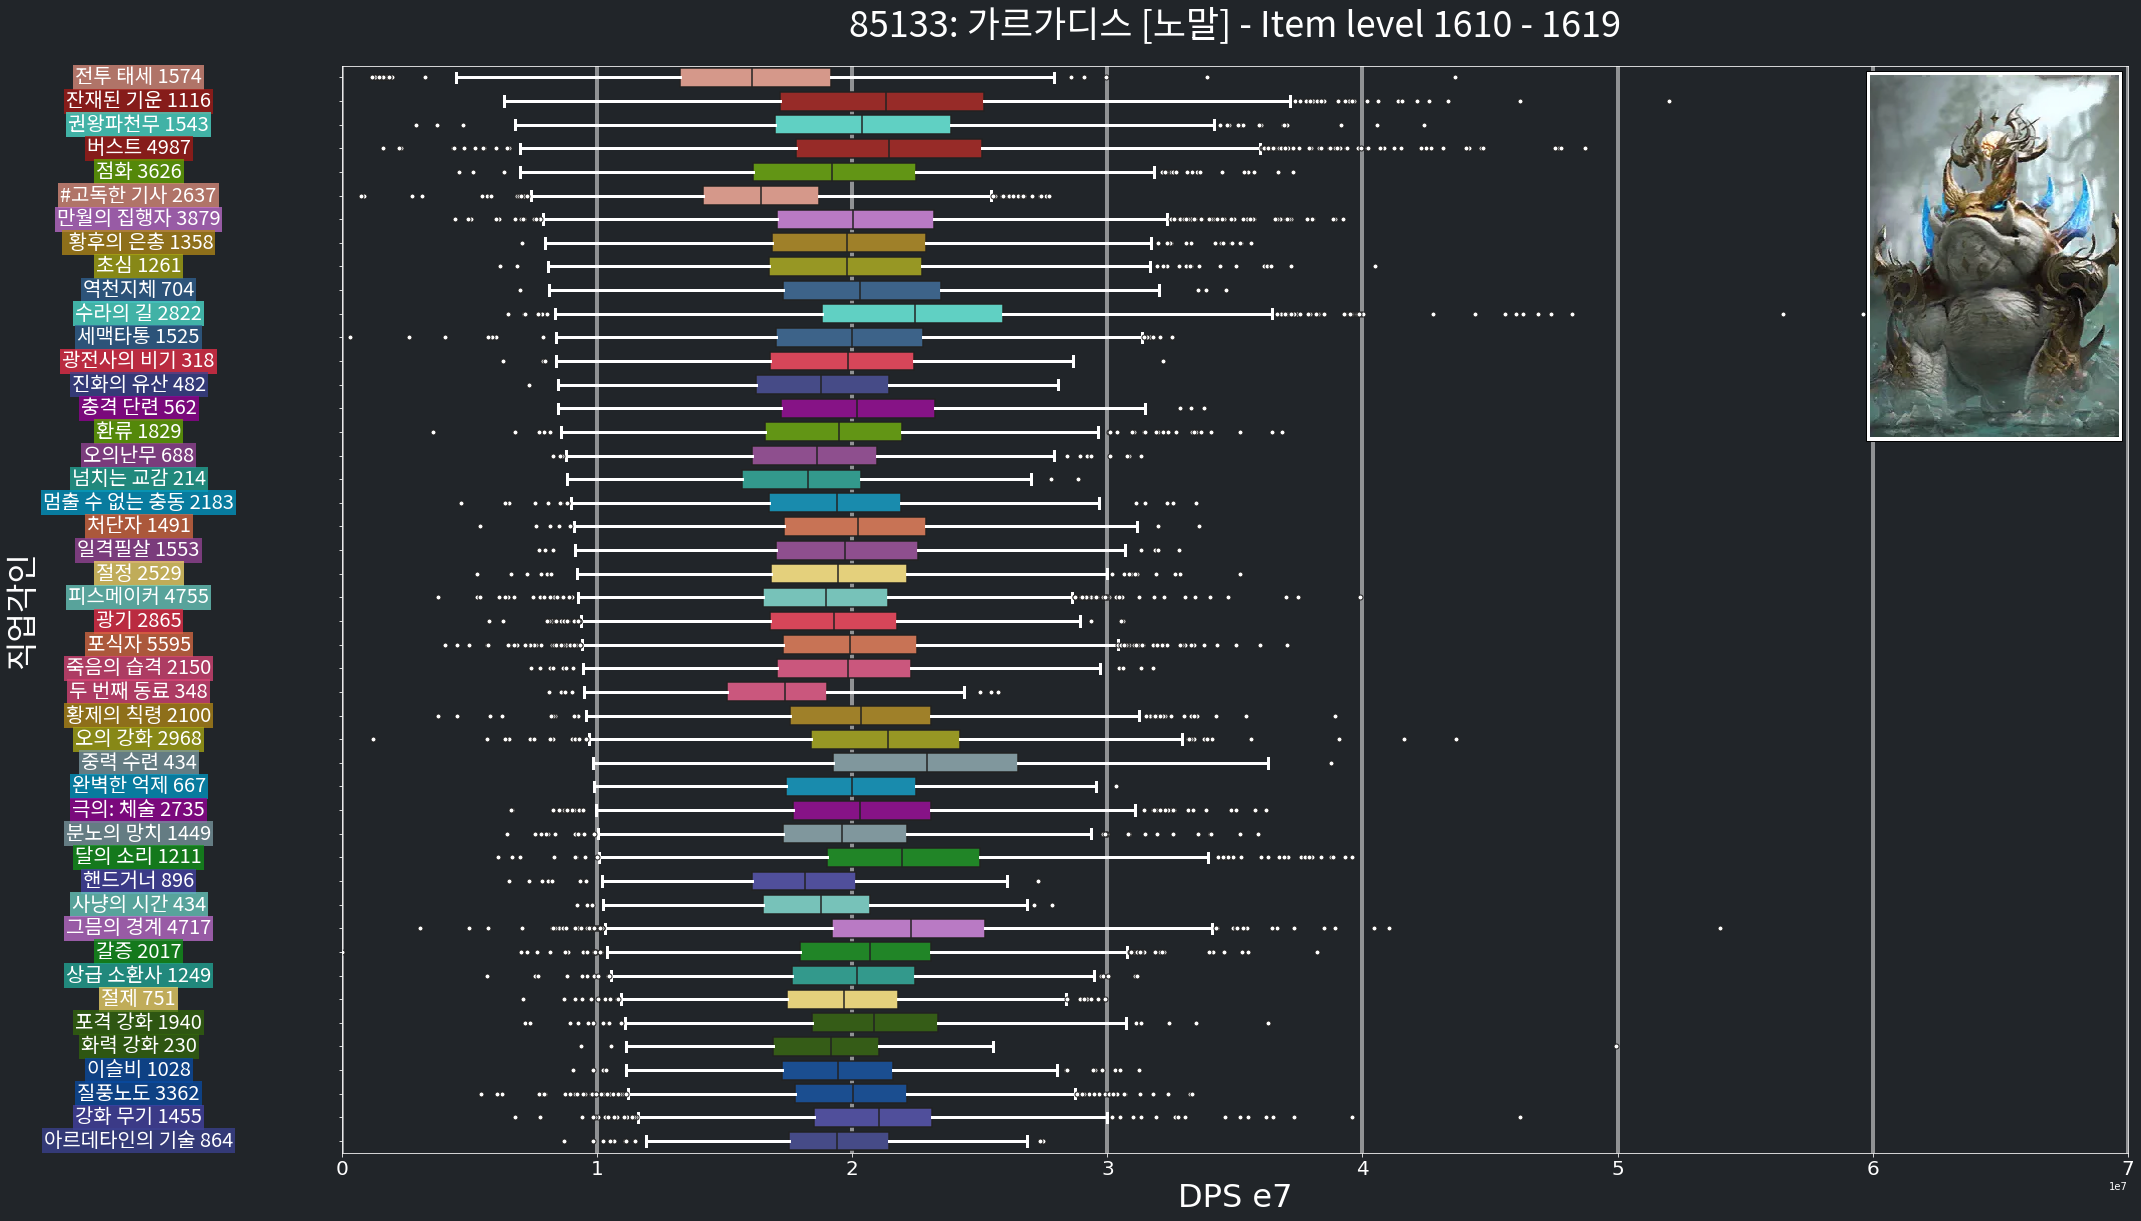 85133: 가르가디스 [노말] - Item level 1610 - 1619
전투 태세 1574
잔재된 기운 1116
권왕파천무 1543
버스트 4987
점화 3626
#고독한 기사 2637
만월의 집행자 3879
황후의 은총 1358
초심 1261
역천지체 704
수라의 길 2822
세맥타통 1525
광전사의 비기 318
진화의 유산 482
충격 단련 562
환류 1829
오의난무 688
넘치는 교감 214
멈출 수 없는 충동 2183
처단자 1491
일격필살 1553
절정 2529
피스메이커 4755
광기 2865
포식자 5595
죽음의 습격 2150
두 번째 동료 348
황제의 칙령 2100
오의 강화 2968
중력 수련 434
완벽한 억제 667
극의: 체술 2735
분노의 망치 1449
달의 소리 1211
핸드거너 896
사냥의 시간 434
그믐의 경계 4717
갈증 2017
상급 소환사 1249
절제 751
포격 강화 1940
화력 강화 230
이슬비 1028
질풍노도 3362
강화 무기 1455
아르데타인의 기술 864
직업각인
0 1 2 3 4 5 6 7
1e7
DPS e7